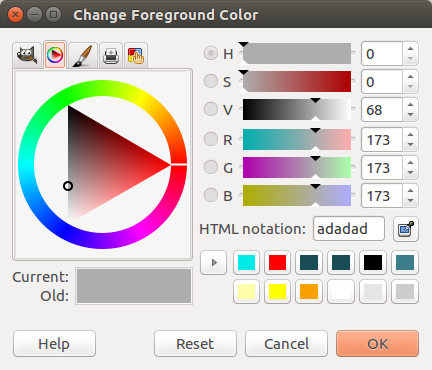 Change Foreground Color
H 0
S 0
V 68
R 173
G 173
B 173
HTML notation: adadad
Current:
Old:
Help Reset Cancel OK